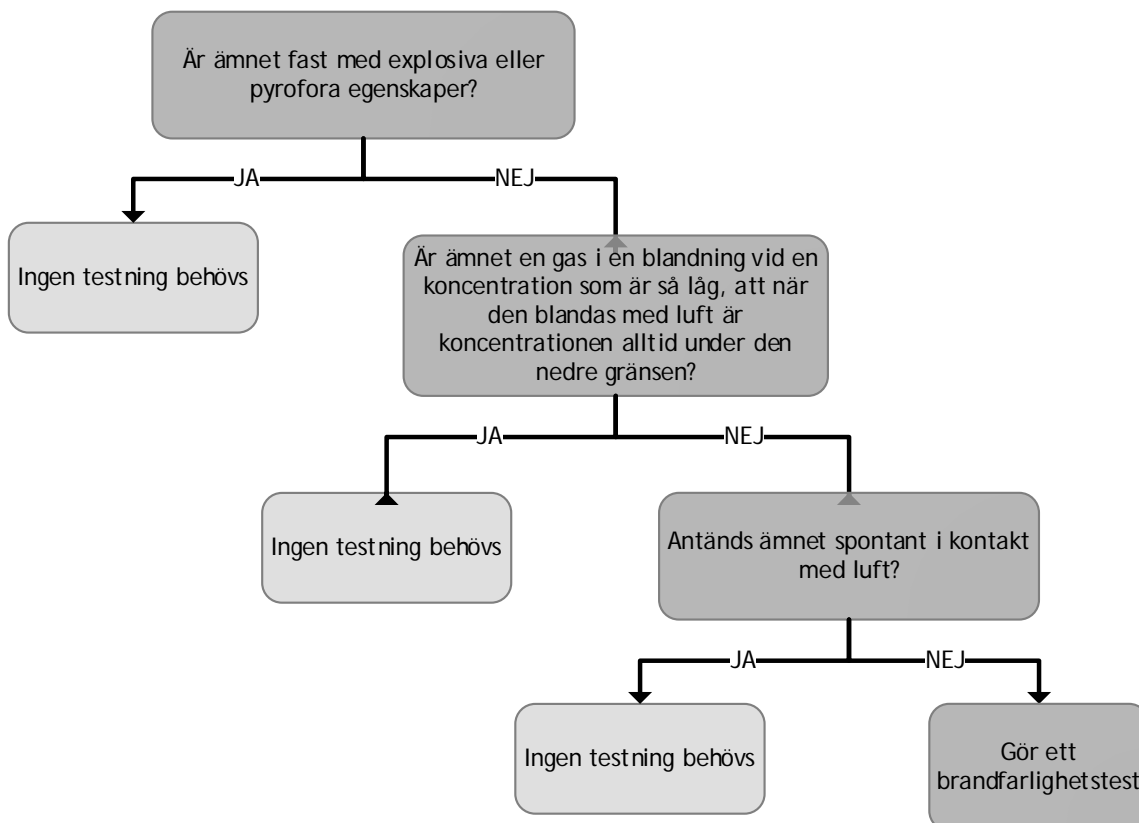 Är ämnet fast med explosiva eller
pyrofora egenskaper?
JA
NEJ
Ingen testning behövs
Är ämnet en gas i en blandning vid en
koncentration som är så låg, att när
den blandas med luft är
koncentrationen alltid under den
nedre gränsen?
JA
NEJ
Ingen testning behövs
Antänds ämnet spontant i kontakt
med luft?
JA
NEJ
Ingen testning behövs
Gör ett
brandfarlighetstest